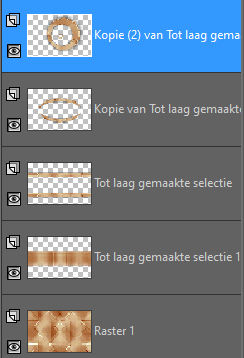 Kopie (2) van Tot laag gema
Kopie van Tot laag gemaakte
Tot laag gemaakte selectie
Tot laag gemaakte selectie 1
Raster 1